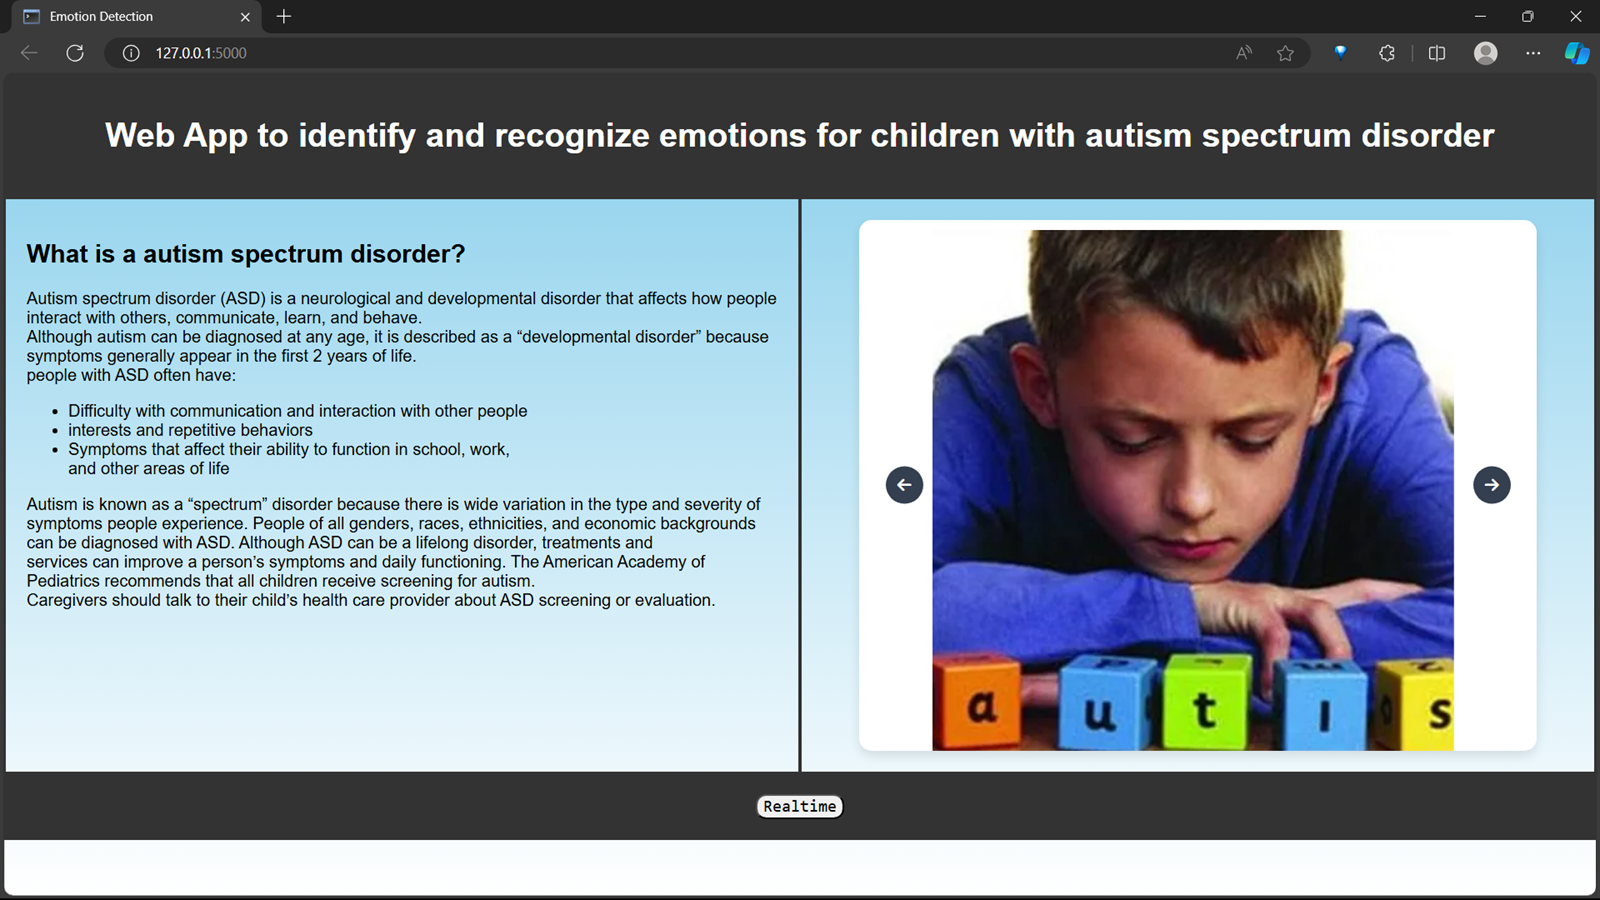 Emotion Detection
127.0.0.1:5000
Web App to identify and recognize emotions for children with autism spectrum disorder
What is a autism spectrum disorder?
Autism spectrum disorder (ASD) is a neurological and developmental disorder that affects how people
interact with others, communicate, learn, and behave.
Although autism can be diagnosed at any age, it is described as a “developmental disorder” because
symptoms generally appear in the first 2 years of life.
people with ASD often have:
• Difficulty with communication and interaction with other people
• interests and repetitive behaviors
• Symptoms that affect their ability to function in school, work,
and other areas of life
Autism is known as a “spectrum” disorder because there is wide variation in the type and severity of
symptoms people experience. People of all genders, races, ethnicities, and economic backgrounds
can be diagnosed with ASD. Although ASD can be a lifelong disorder, treatments and
services can improve a person’s symptoms and daily functioning. The American Academy of
Pediatrics recommends that all children receive screening for autism.
Caregivers should talk to their child’s health care provider about ASD screening or evaluation.
a u t i s
Realtime